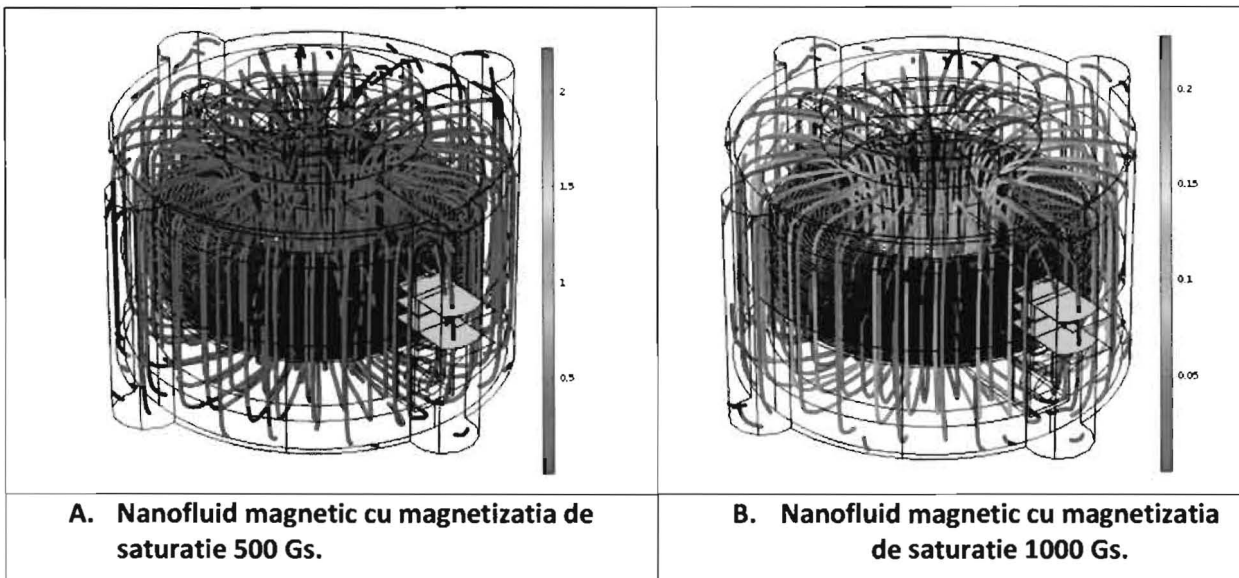 2
1.5
1
0.5
0.2
0.15
0.1
0.05
A. Nanofluid magnetic cu magnetizatia de
saturatie 500 Gs.
B. Nanofluid magnetic cu magnetizatia
de saturatie 1000 Gs.